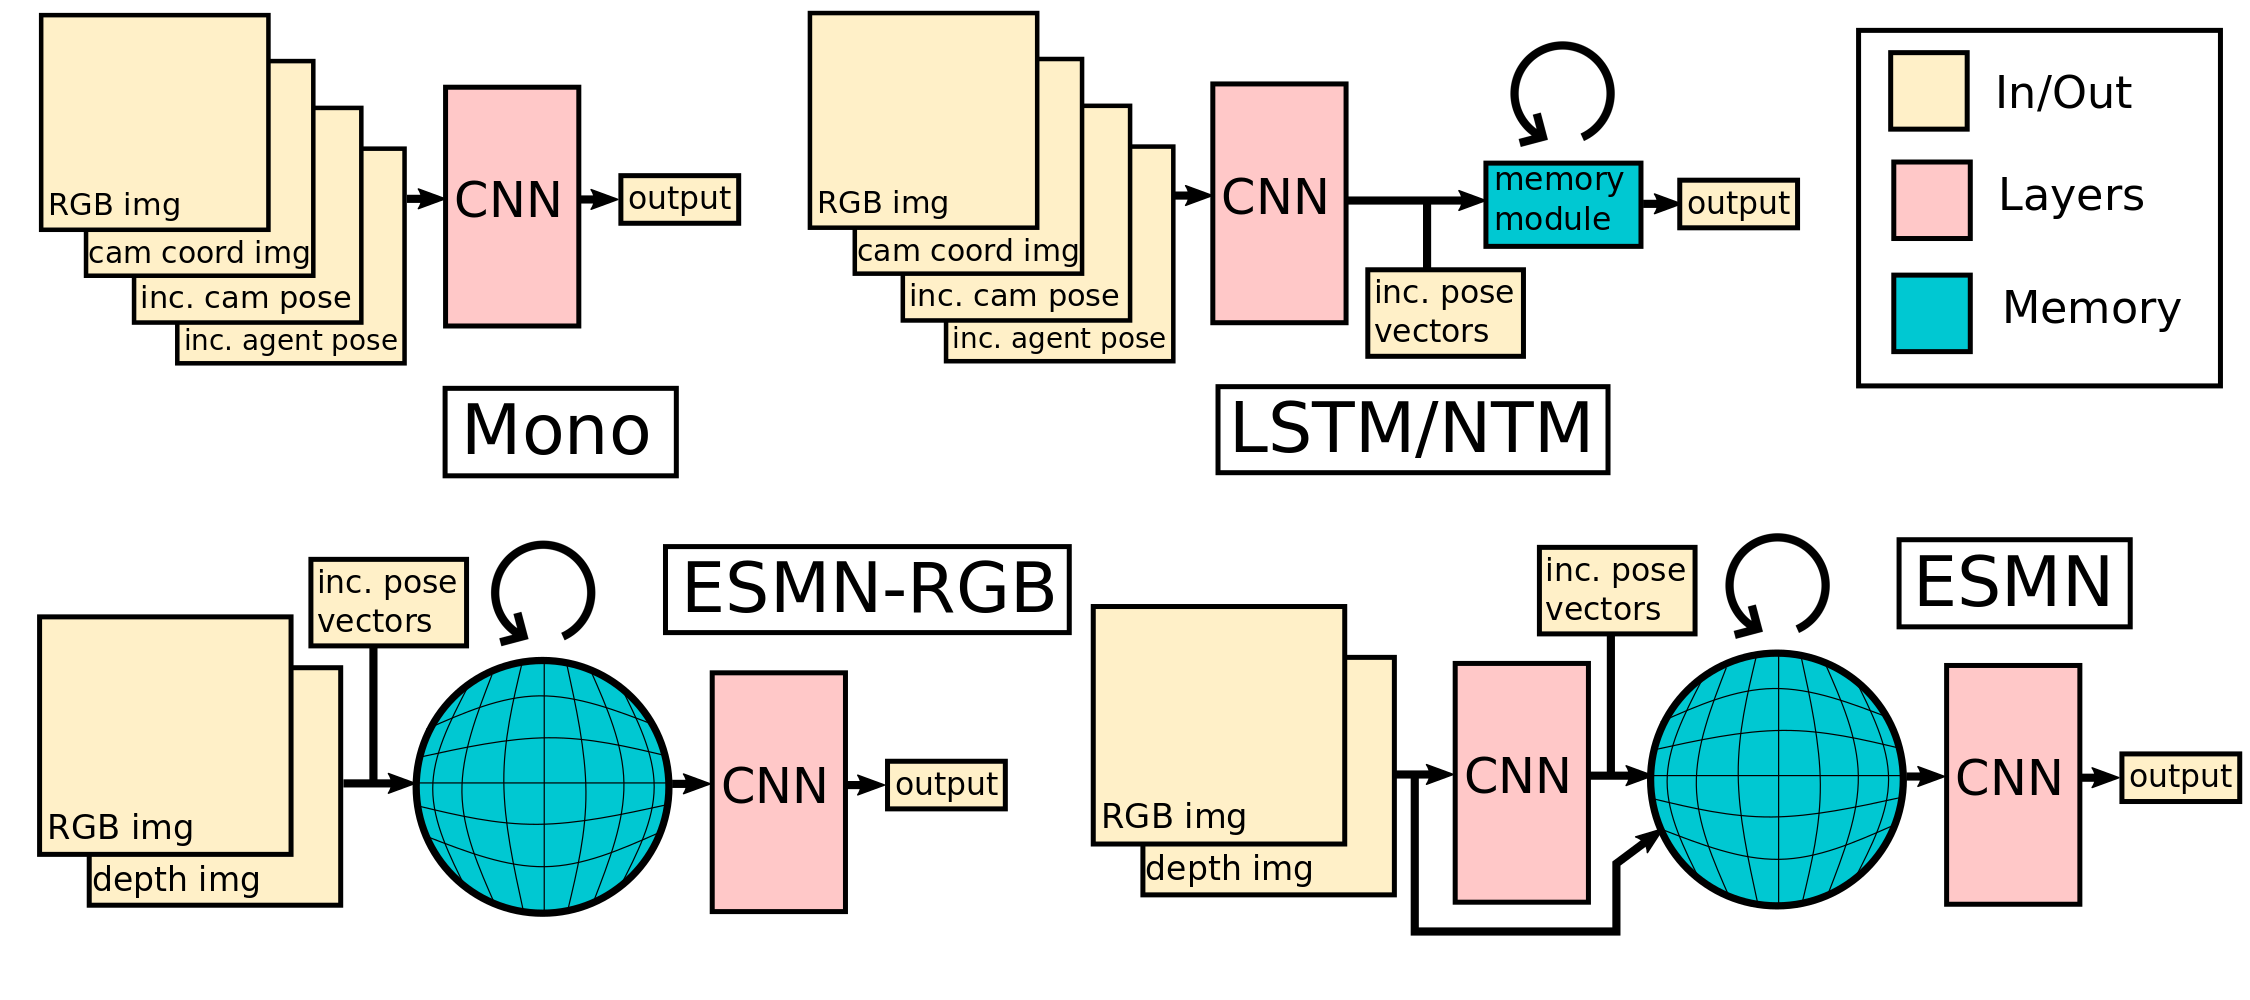 RGB img
cam coord img
inc. cam pose
inc. agent pose
CNN
output
Mono
RGB img
cam coord img
inc. cam pose
inc. agent pose
CNN
inc. pose
vectors
memory
module
output
LSTM/NTM
In/Out
Layers
Memory
RGB img
depth img
inc. pose
vectors
CNN
output
ESMN-RGB
RGB img
depth img
CNN
inc. pose
vectors
CNN
output
ESMN